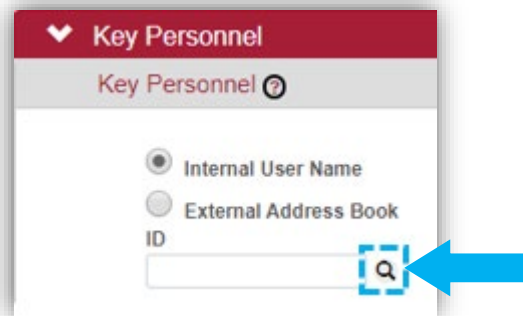 Key Personnel
Key Personnel ?
Internal User Name
External Address Book
ID